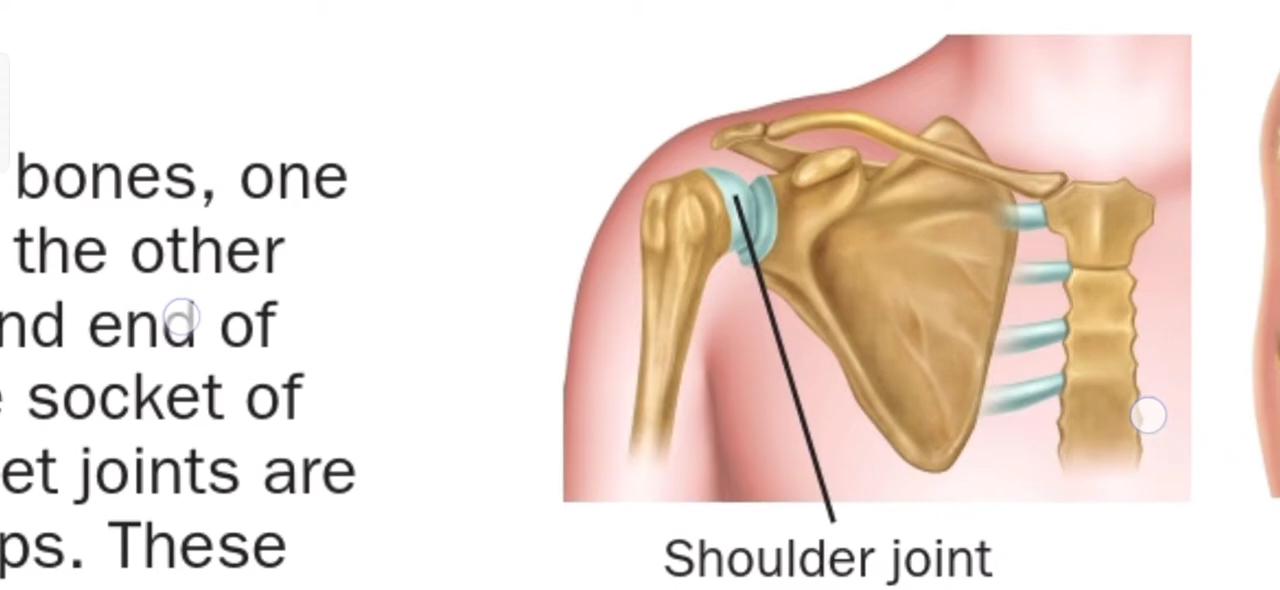 bones, one
the other
nd end of
socket of
et joints are
ps. These
Shoulder joint